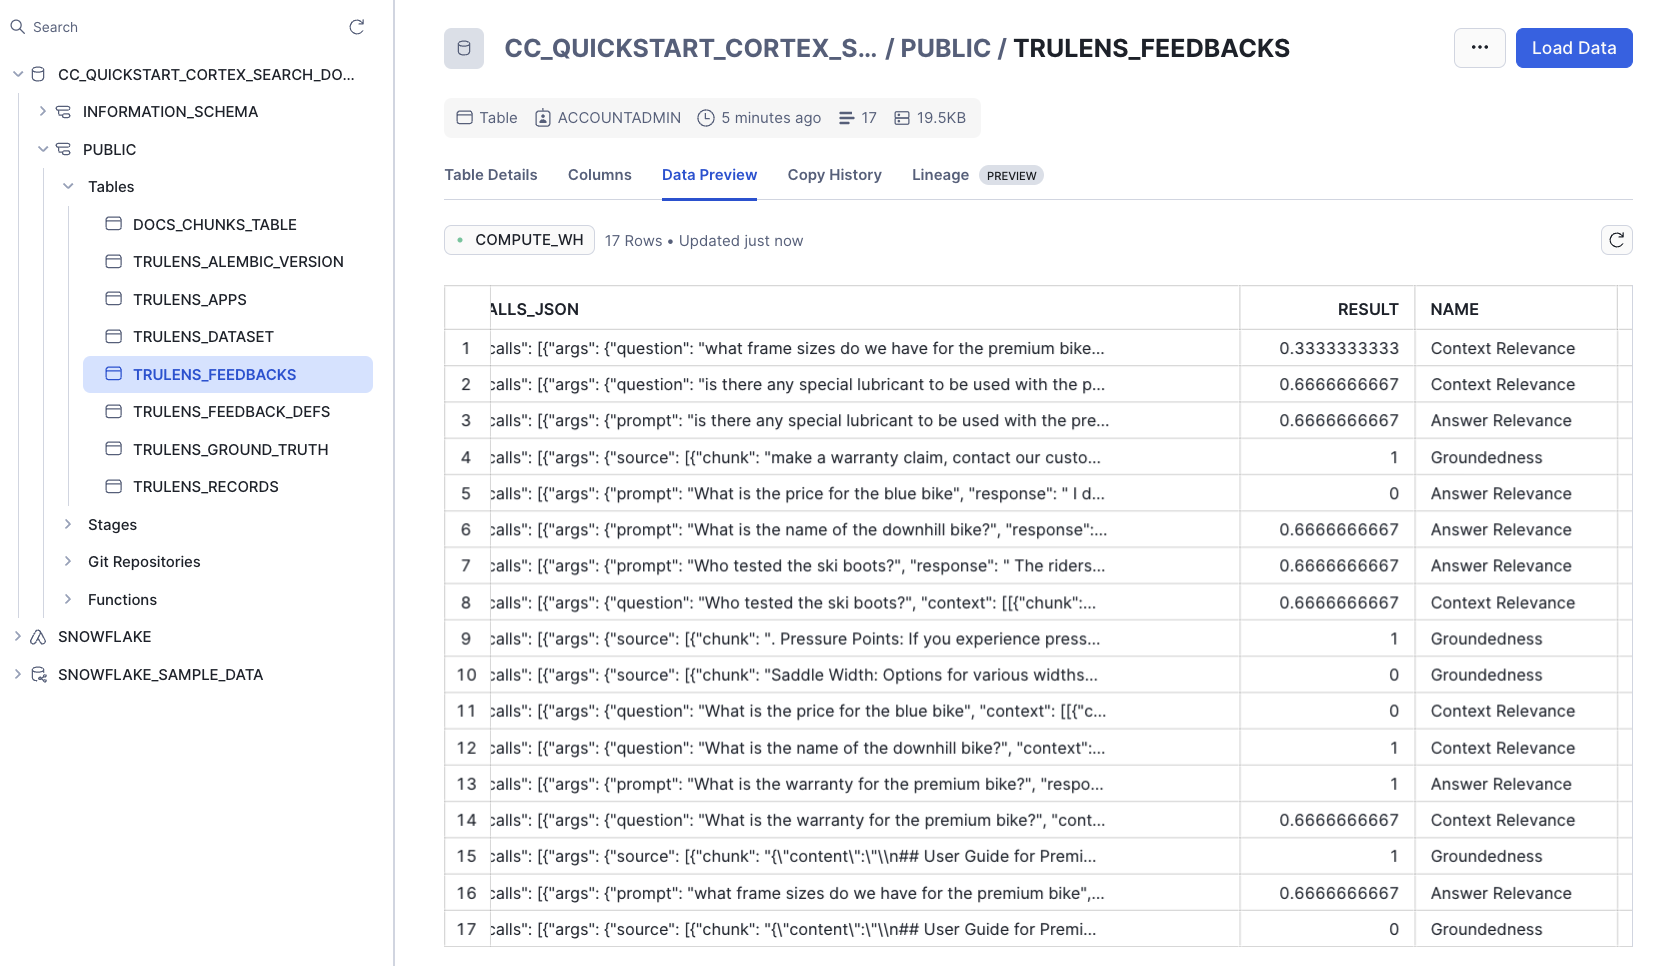 Search
CC_QUICKSTART_CORTEX_SEARCH_DO...
INFORMATION_SCHEMA
PUBLIC
Tables
DOCS_CHUNKS_TABLE
TRULENS_ALEMBIC_VERSION
TRULENS_APPS
TRULENS_DATASET
TRULENS_FEEDBACKS
TRULENS_FEEDBACK_DEFS
TRULENS_GROUND_TRUTH
TRULENS_RECORDS
Stages
Git Repositories
Functions
SNOWFLAKE
SNOWFLAKE_SAMPLE_DATA
CC_QUICKSTART_CORTEX_S... / PUBLIC / TRULENS_FEEDBACKS
... Load Data
Table ACCOUNTADMIN 5 minutes ago 17 19.5KB
Table Details Columns Data Preview Copy History Lineage PREVIEW
COMPUTE_WH 17 Rows • Updated just now
ALLS_JSON RESULT NAME
1 calls": [{"args": {"question": "what frame sizes do we have for the premium bike... 0.3333333333 Context Relevance
2 calls": [{"args": {"question": "is there any special lubricant to be used with the p... 0.6666666667 Context Relevance
3 calls": [{"args": {"prompt": "is there any special lubricant to be used with the pre... 0.6666666667 Answer Relevance
4 calls": [{"args": {"source": [{"chunk": "make a warranty claim, contact our custo... 1 Groundedness
5 calls": [{"args": {"prompt": "What is the price for the blue bike", "response": " I d... 0 Answer Relevance
6 calls": [{"args": {"prompt": "What is the name of the downhill bike?", "response":... 0.6666666667 Answer Relevance
7 calls": [{"args": {"prompt": "Who tested the ski boots?", "response": " The riders... 0.6666666667 Answer Relevance
8 calls": [{"args": {"question": "Who tested the ski boots?", "context": [[{"chunk":... 0.6666666667 Context Relevance
9 calls": [{"args": {"source": [{"chunk": ". Pressure Points: If you experience press... 1 Groundedness
10 calls": [{"args": {"source": [{"chunk": "Saddle Width: Options for various widths... 0 Groundedness
11 calls": [{"args": {"question": "What is the price for the blue bike", "context": [[{"c... 0 Context Relevance
12 calls": [{"args": {"question": "What is the name of the downhill bike?", "context":... 1 Context Relevance
13 calls": [{"args": {"prompt": "What is the warranty for the premium bike?", "respo... 1 Answer Relevance
14 calls": [{"args": {"question": "What is the warranty for the premium bike?", "cont... 0.6666666667 Context Relevance
15 calls": [{"args": {"source": [{"chunk": "{\"content\":\"\\n## User Guide for Premi... 1 Groundedness
16 calls": [{"args": {"prompt": "what frame sizes do we have for the premium bike",... 0.6666666667 Answer Relevance
17 calls": [{"args": {"source": [{"chunk": "{\"content\":\"\\n## User Guide for Premi... 0 Groundedness